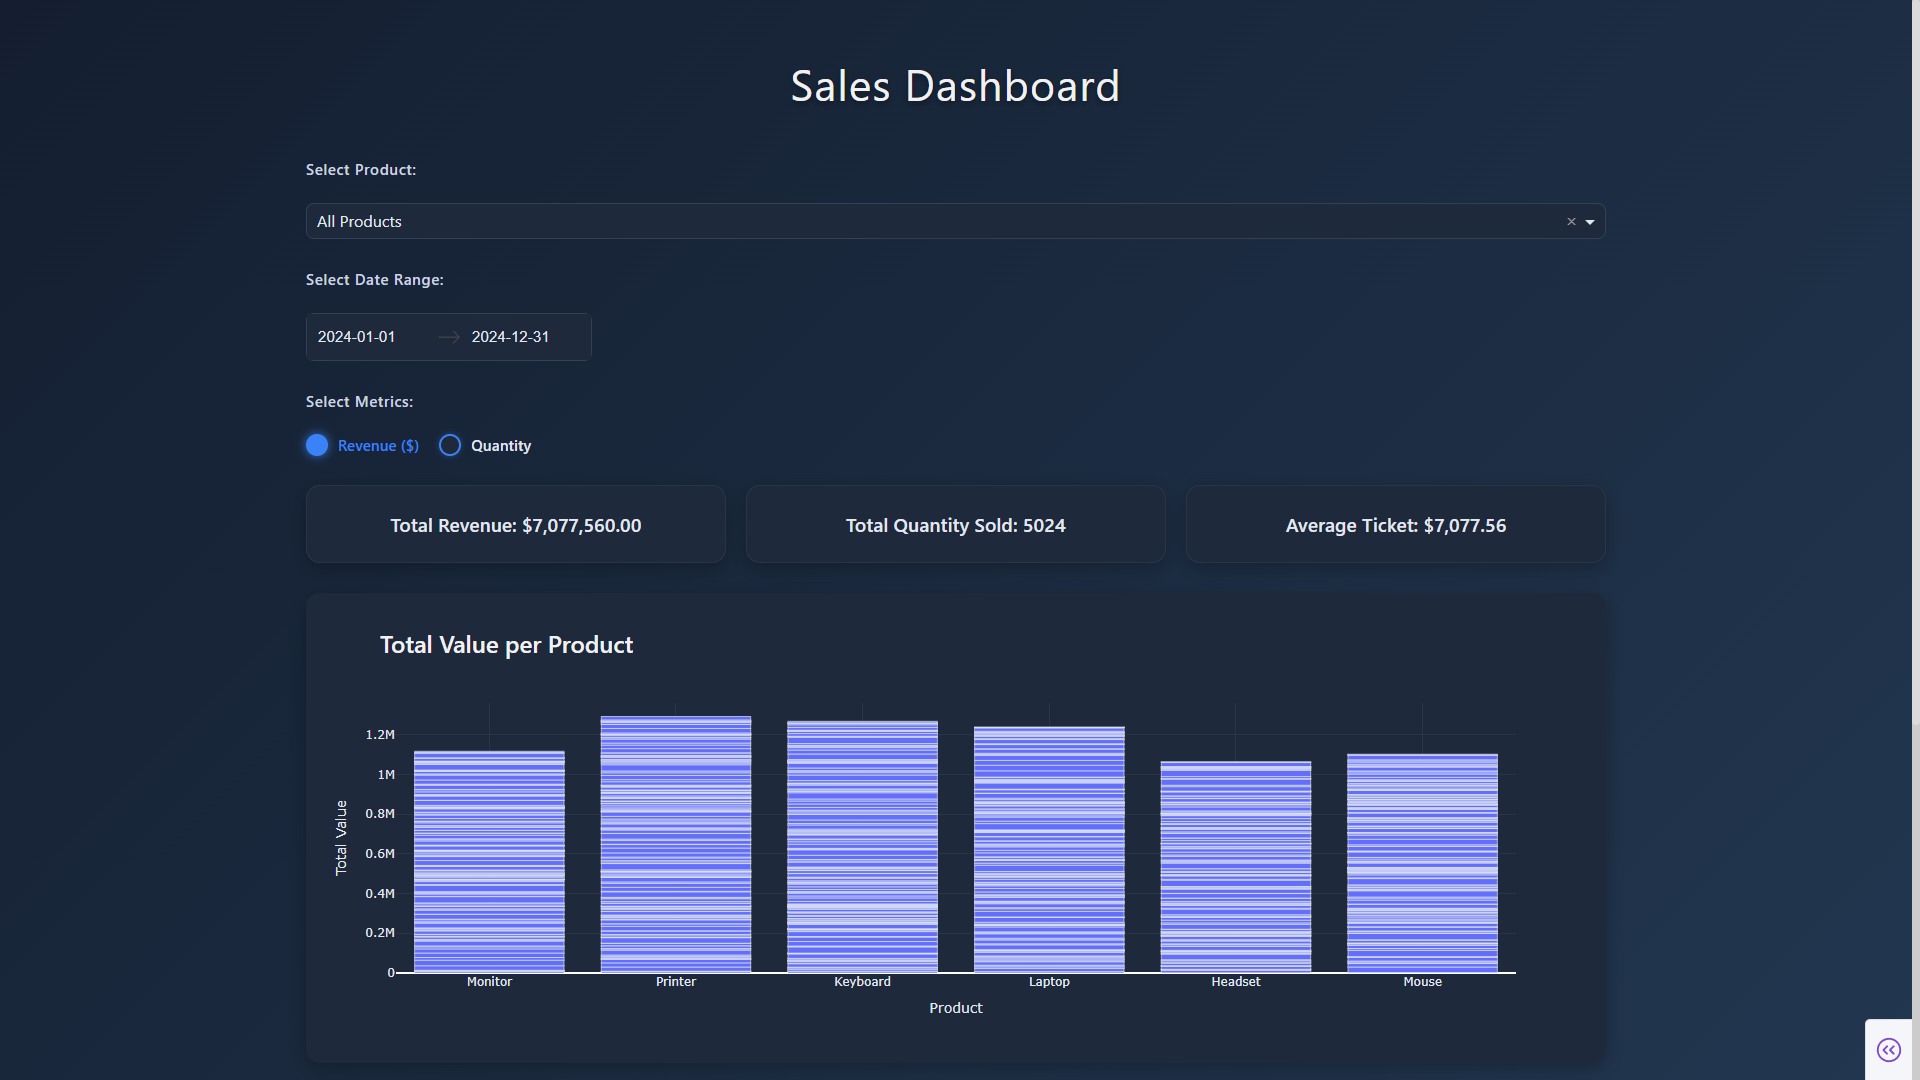 Sales Dashboard
Select Product:
All Products ×
Select Date Range:
2024-01-01 → 2024-12-31
Select Metrics:
Revenue ($) Quantity
Total Revenue: $7,077,560.00
Total Quantity Sold: 5024
Average Ticket: $7,077.56
Total Value per Product
Total Value
1.2M
1M
0.8M
0.6M
0.4M
0.2M
0
Monitor Printer Keyboard Laptop Headset Mouse
Product